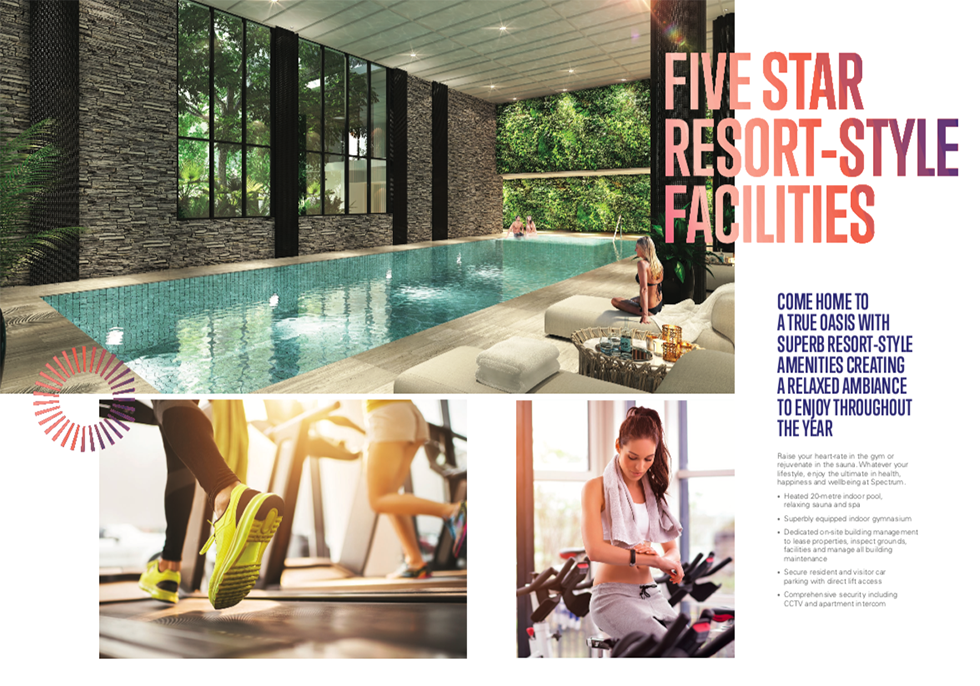 FIVE STAR
RESORT-STYLE
FACILITIES
COME HOME TO
A TRUE OASIS WITH
SUPERB RESORT-STYLE
AMENITIES CREATING
A RELAXED AMBIANCE
TO ENJOY THROUGHOUT
THE YEAR
Raise your heart-rate in the gym or
rejuvenate in the sauna. Whatever your
lifestyle, enjoy the ultimate in health,
happiness and wellbeing at Spectrum.
• Heated 20-metre indoor pool,
relaxing sauna and spa
• Superbly equipped indoor gymnasium
• Dedicated on-site building management
to lease properties, inspect grounds,
facilities and manage all building
maintenance
• Secure resident and visitor car
parking with direct lift access
• Comprehensive security including
CCTV and apartment intercom